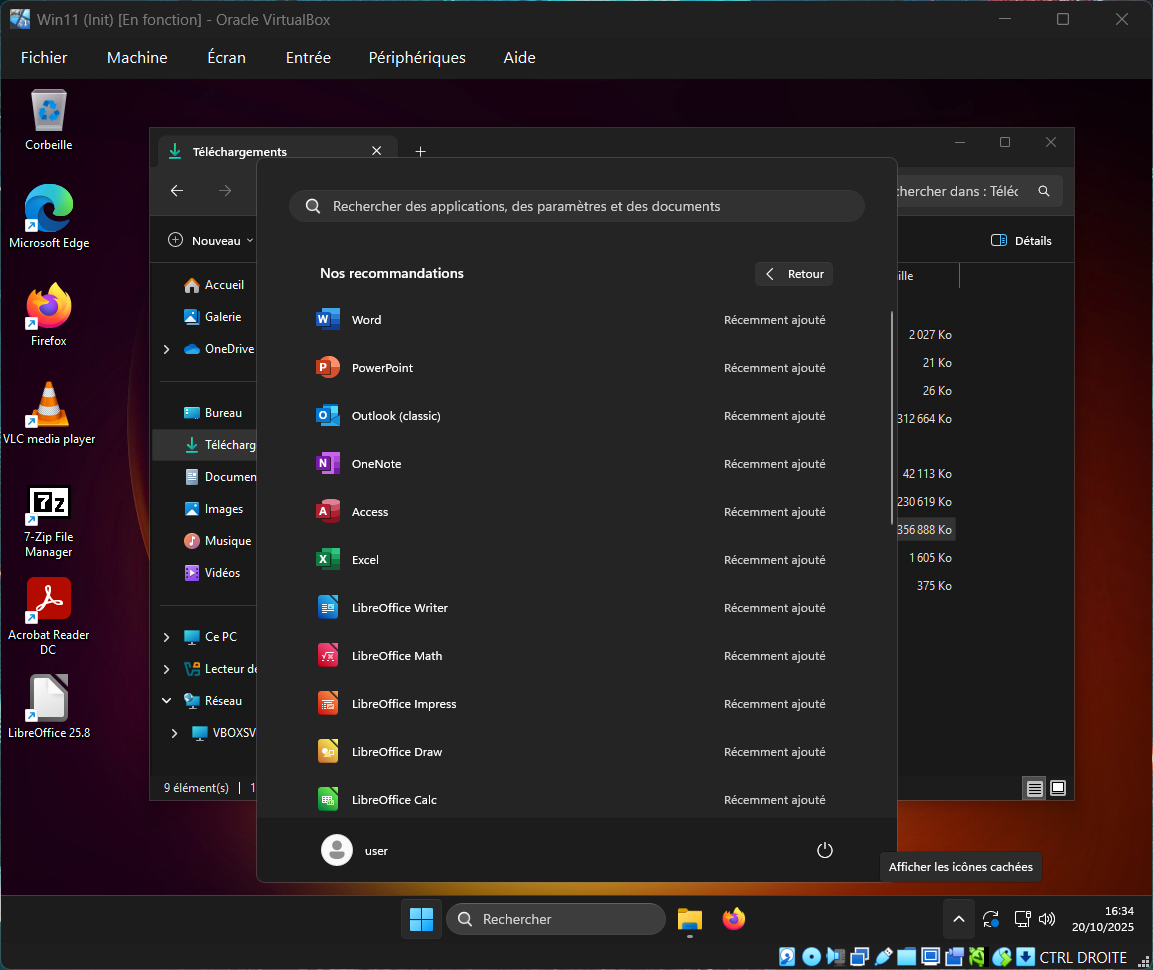 Win11 (Init) [En fonction] - Oracle VirtualBox
Fichier Machine Écran Entrée Périphériques Aide
Corbeille
Microsoft Edge
Firefox
VLC media player
7z
7-Zip File
Manager
Acrobat Reader
DC
LibreOffice 25.8
Téléchargements
chercher dans : Téléc
Nouveau
Détails
Accueil
Galerie
OneDrive
Bureau
Télécharg
Documen
Images
Musique
Vidéos
Ce PC
Lecteur de
Réseau
VBOXSV
9 élément(s) 1
ille
2 027 Ko
21 Ko
26 Ko
312 664 Ko
42 113 Ko
230 619 Ko
356 888 Ko
1 605 Ko
375 Ko
Rechercher des applications, des paramètres et des documents
Nos recommandations Retour
Word Récemment ajouté
PowerPoint Récemment ajouté
Outlook (classic) Récemment ajouté
OneNote Récemment ajouté
Access Récemment ajouté
Excel Récemment ajouté
LibreOffice Writer Récemment ajouté
LibreOffice Math Récemment ajouté
LibreOffice Impress Récemment ajouté
LibreOffice Draw Récemment ajouté
LibreOffice Calc Récemment ajouté
user
Afficher les icônes cachées
Rechercher
16:34
20/10/2025
CTRL DROITE